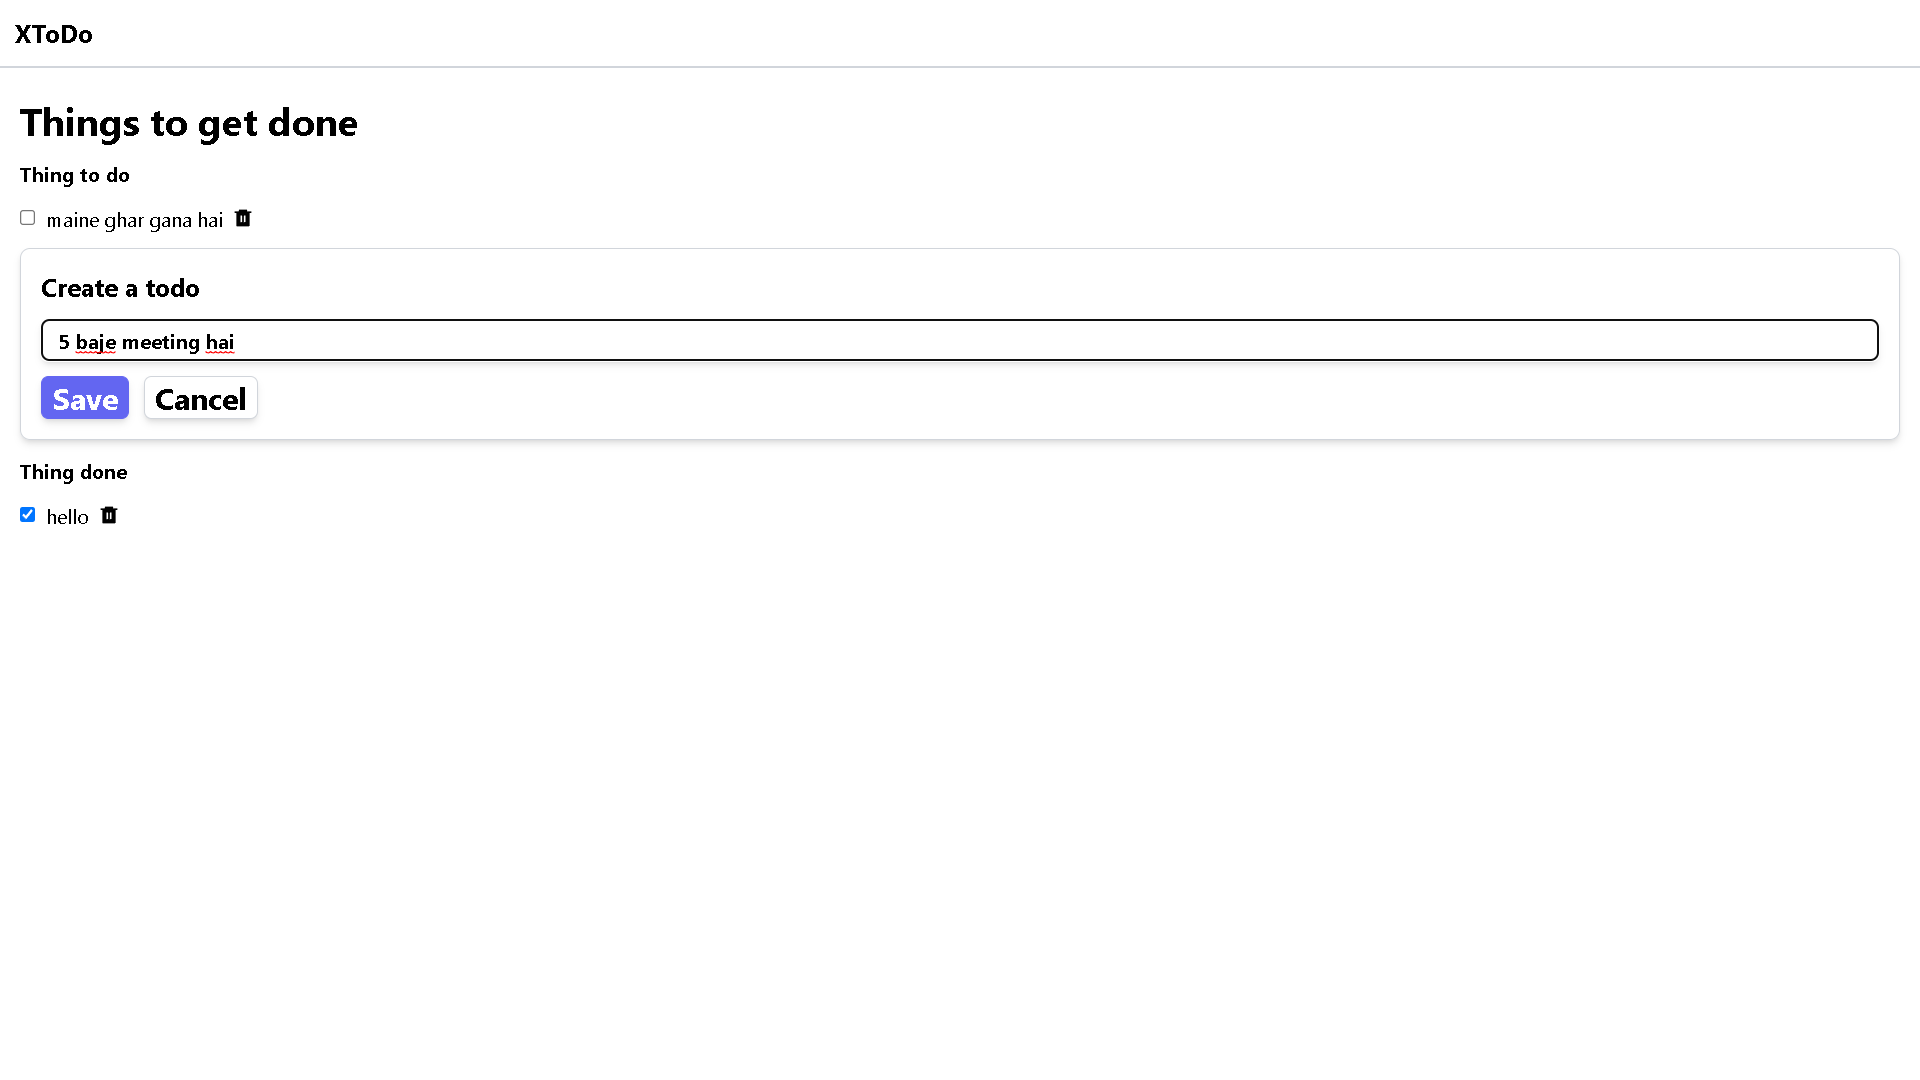 XToDo
Things to get done
Thing to do
maine ghar gana hai
Create a todo
5 baje meeting hai
Save Cancel
Thing done
hello